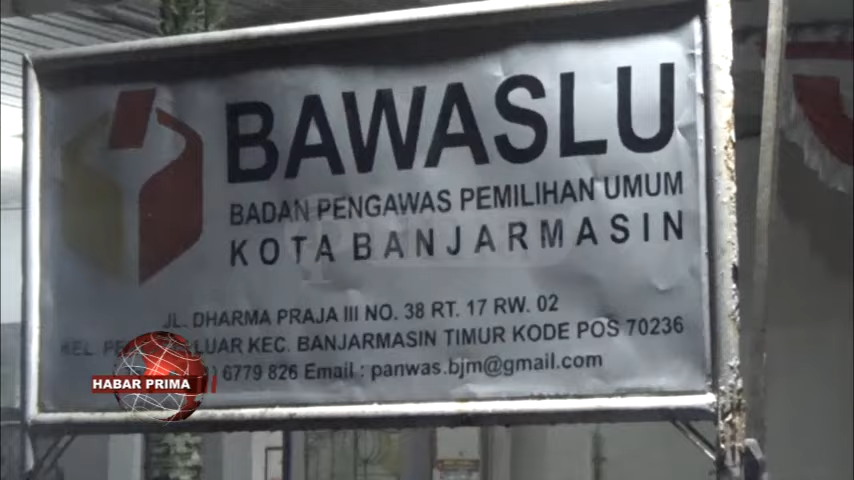 BAWASLU
BADAN PENGAWAS PEMILIHAN UMUM
KOTA BANJARMASIN
JL. DHARMA PRAJA III NO. 38 RT. 17 RW. 02
KEL. LUAR KEC. BANJARMASIN TIMUR KODE POS 70236
6779 826 Email : panwas.bjm@gmail.com
HABAR PRIMA